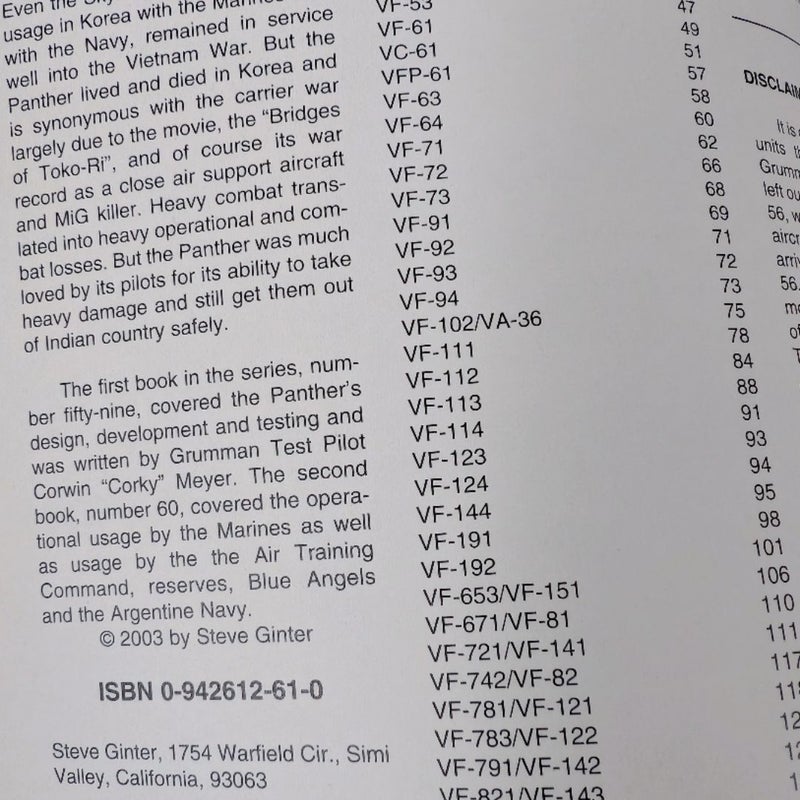 Even the
usage in Korea with the Marines
with the Navy, remained in service
well into the Vietnam War. But the
Panther lived and died in Korea and
is synonymous with the carrier war
largely due to the movie, the “Bridges
of Toko-Ri”, and of course its war
record as a close air support aircraft
and MiG killer. Heavy combat trans-
lated into heavy operational and com-
bat losses. But the Panther was much
loved by its pilots for its ability to take
heavy damage and still get them out
of Indian country safely.
The first book in the series, num-
ber fifty-nine, covered the Panther’s
design, development and testing and
was written by Grumman Test Pilot
Corwin “Corky” Meyer. The second
book, number 60, covered the opera-
tional usage by the Marines as well
as usage by the the Air Training
Command, reserves, Blue Angels
and the Argentine Navy.
© 2003 by Steve Ginter
ISBN 0-942612-61-0
Steve Ginter, 1754 Warfield Cir., Simi
Valley, California, 93063
VF-53
VF-61
VC-61
VFP-61
VF-63
VF-64
VF-71
VF-72
VF-73
VF-91
VF-92
VF-93
VF-94
VF-102/VA-36
VF-111
VF-112
VF-113
VF-114
VF-123
VF-124
VF-144
VF-191
VF-192
VF-653/VF-151
VF-671/VF-81
VF-721/VF-141
VF-742/VF-82
VF-781/VF-121
VF-783/VF-122
VF-791/VF-142
VF-821/VF-143
47
49
51
57
58
60
62
66
68
69
71
72
73
75
78
84
88
91
93
94
95
98
101
106
110
111
117
It is
units
left ou
56, w
56.
of